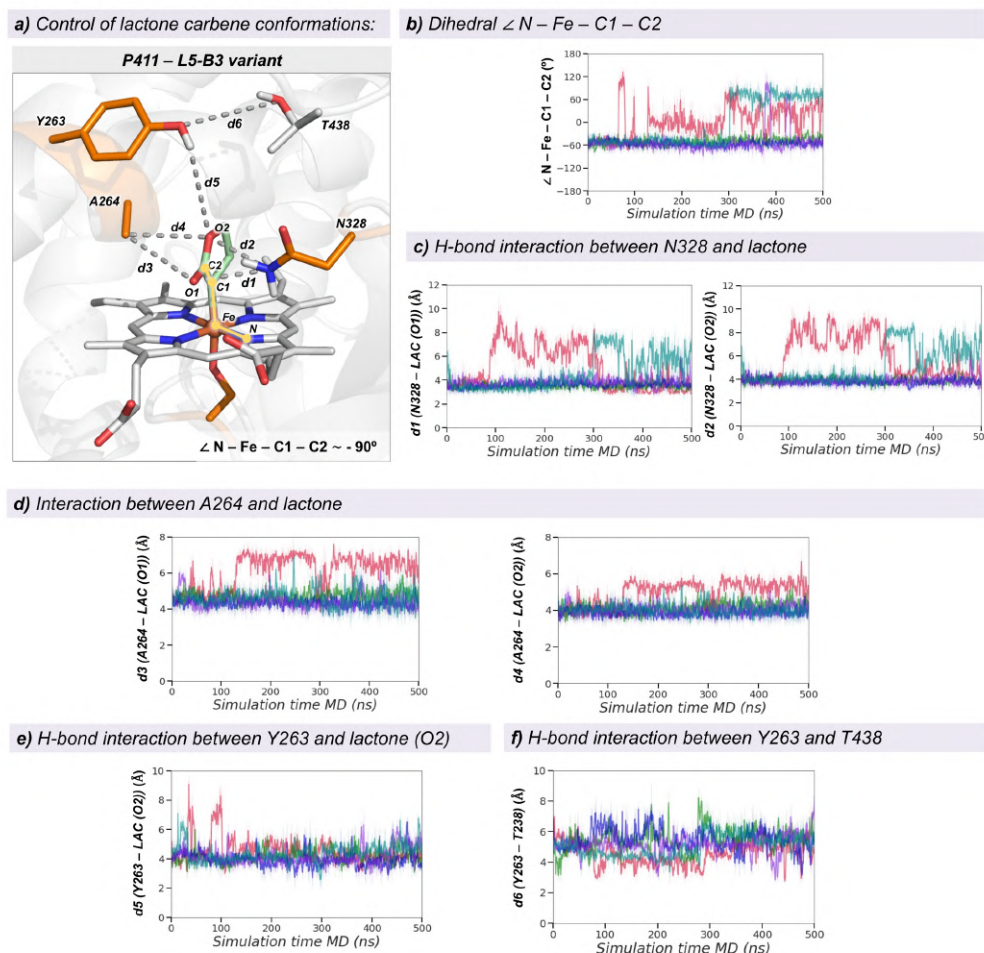 a) Control of lactone carbene conformations:
P411 – L5-B3 variant
Y263
T438
d6
d5
A264
N328
d4
O2
d2
d3
C2
O1
C1
d1
Fe
N
∠ N – Fe – C1 – C2 ~ - 90º
b) Dihedral ∠ N – Fe – C1 – C2
∠ N – Fe – C1 – C2 (º)
180
120
60
0
−60
−120
−180
0 100 200 300 400 500
Simulation time MD (ns)
c) H-bond interaction between N328 and lactone
d1 (N328 – LAC (O1)) (Å)
12
10
8
6
4
2
0
0 100 200 300 400 500
Simulation time MD (ns)
d2 (N328 – LAC (O2)) (Å)
12
10
8
6
4
2
0
0 100 200 300 400 500
Simulation time MD (ns)
d) Interaction between A264 and lactone
d3 (A264 – LAC (O1)) (Å)
8
6
4
2
0
0 100 200 300 400 500
Simulation time MD (ns)
d4 (A264 – LAC (O2)) (Å)
8
6
4
2
0
0 100 200 300 400 500
Simulation time MD (ns)
e) H-bond interaction between Y263 and lactone (O2)
d5 (Y263 – LAC (O2)) (Å)
10
8
6
4
2
0
0 100 200 300 400 500
Simulation time MD (ns)
f) H-bond interaction between Y263 and T438
d6 (Y263 – T238) (Å)
10
8
6
4
2
0
0 100 200 300 400 500
Simulation time MD (ns)